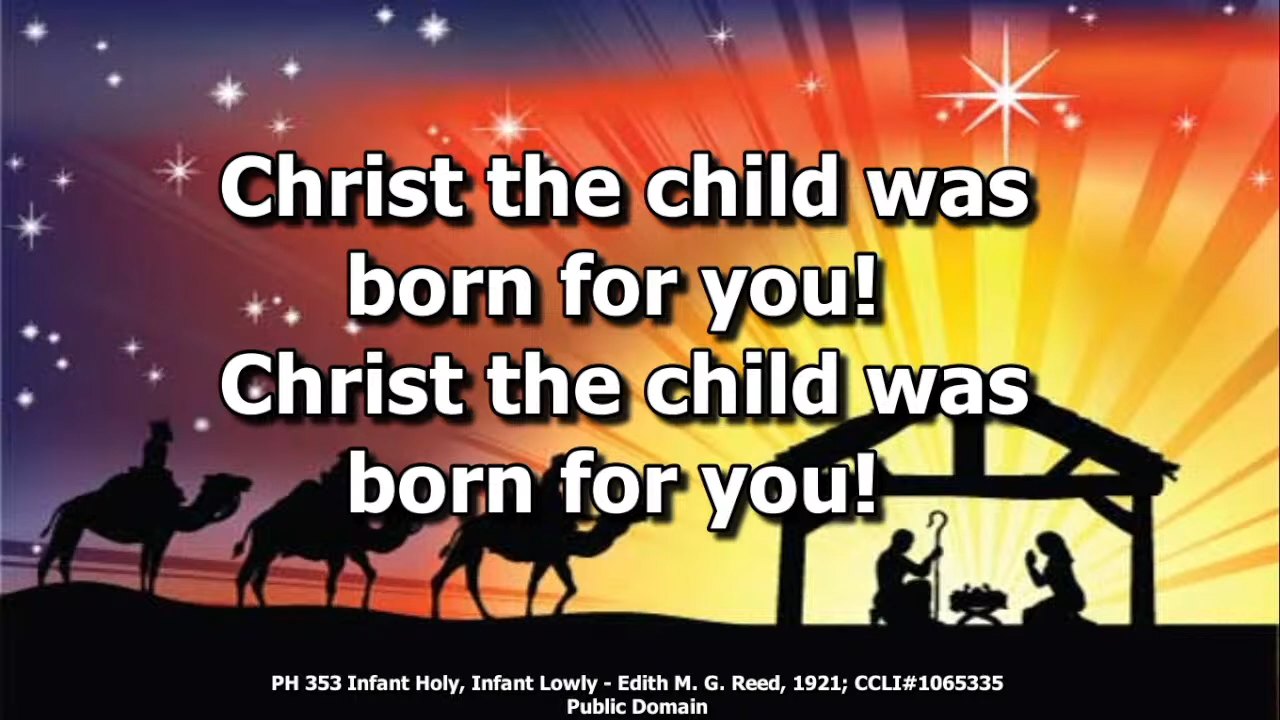 Christ the child was
born for you!
Christ the child was
born for you!
PH 353 Infant Holy, Infant Lowly - Edith M. G. Reed, 1921; CCLI#1065335
Public Domain